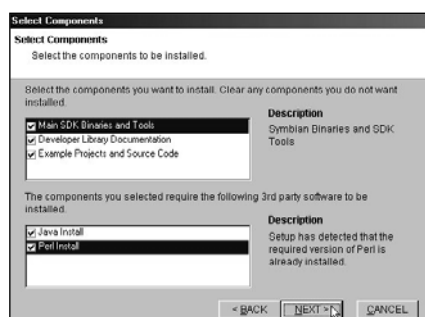 Select Components
Select Components
Select the components to be installed.
Select the components you want to install. Clear any components you do not want
installed.
Main SDK Binaries and Tools
Developer Library Documentation
Example Projects and Source Code
Description
Symbian Binaries and SDK
Tools
The components you selected require the following 3rd party software to be
installed.
Java Install
Perl Install
Description
Setup has detected that the
required version of Perl is
already installed.
< BACK
NEXT >
CANCEL